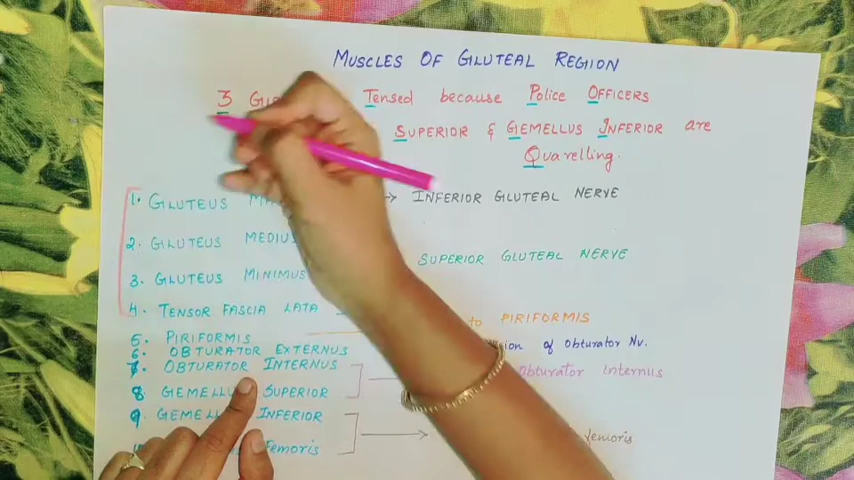 MUSCLES OF GLUTEAL REGION
3 Tensed because Police OFFICERS
SUPERIOR & GEMELLUS INFERIOR are
Quarelling.
1. GLUTEUS → INFERIOR GLUTEAL NERVE
2. GLUTEUS MEDIUS
SUPERIOR GLUTEAL NERVE
3. GLUTEUS MINIMUS
4. TENSOR FASCIA LATA
to PIRIFORMIS
5. PIRIFORMIS
6. OBTURATOR EXTERNUS of Obturator Nv.
7. OBTURATOR INTERNUS Obturator Internus
8. GEMELLUS SUPERIOR
9. INFERIOR
Femoris femoris